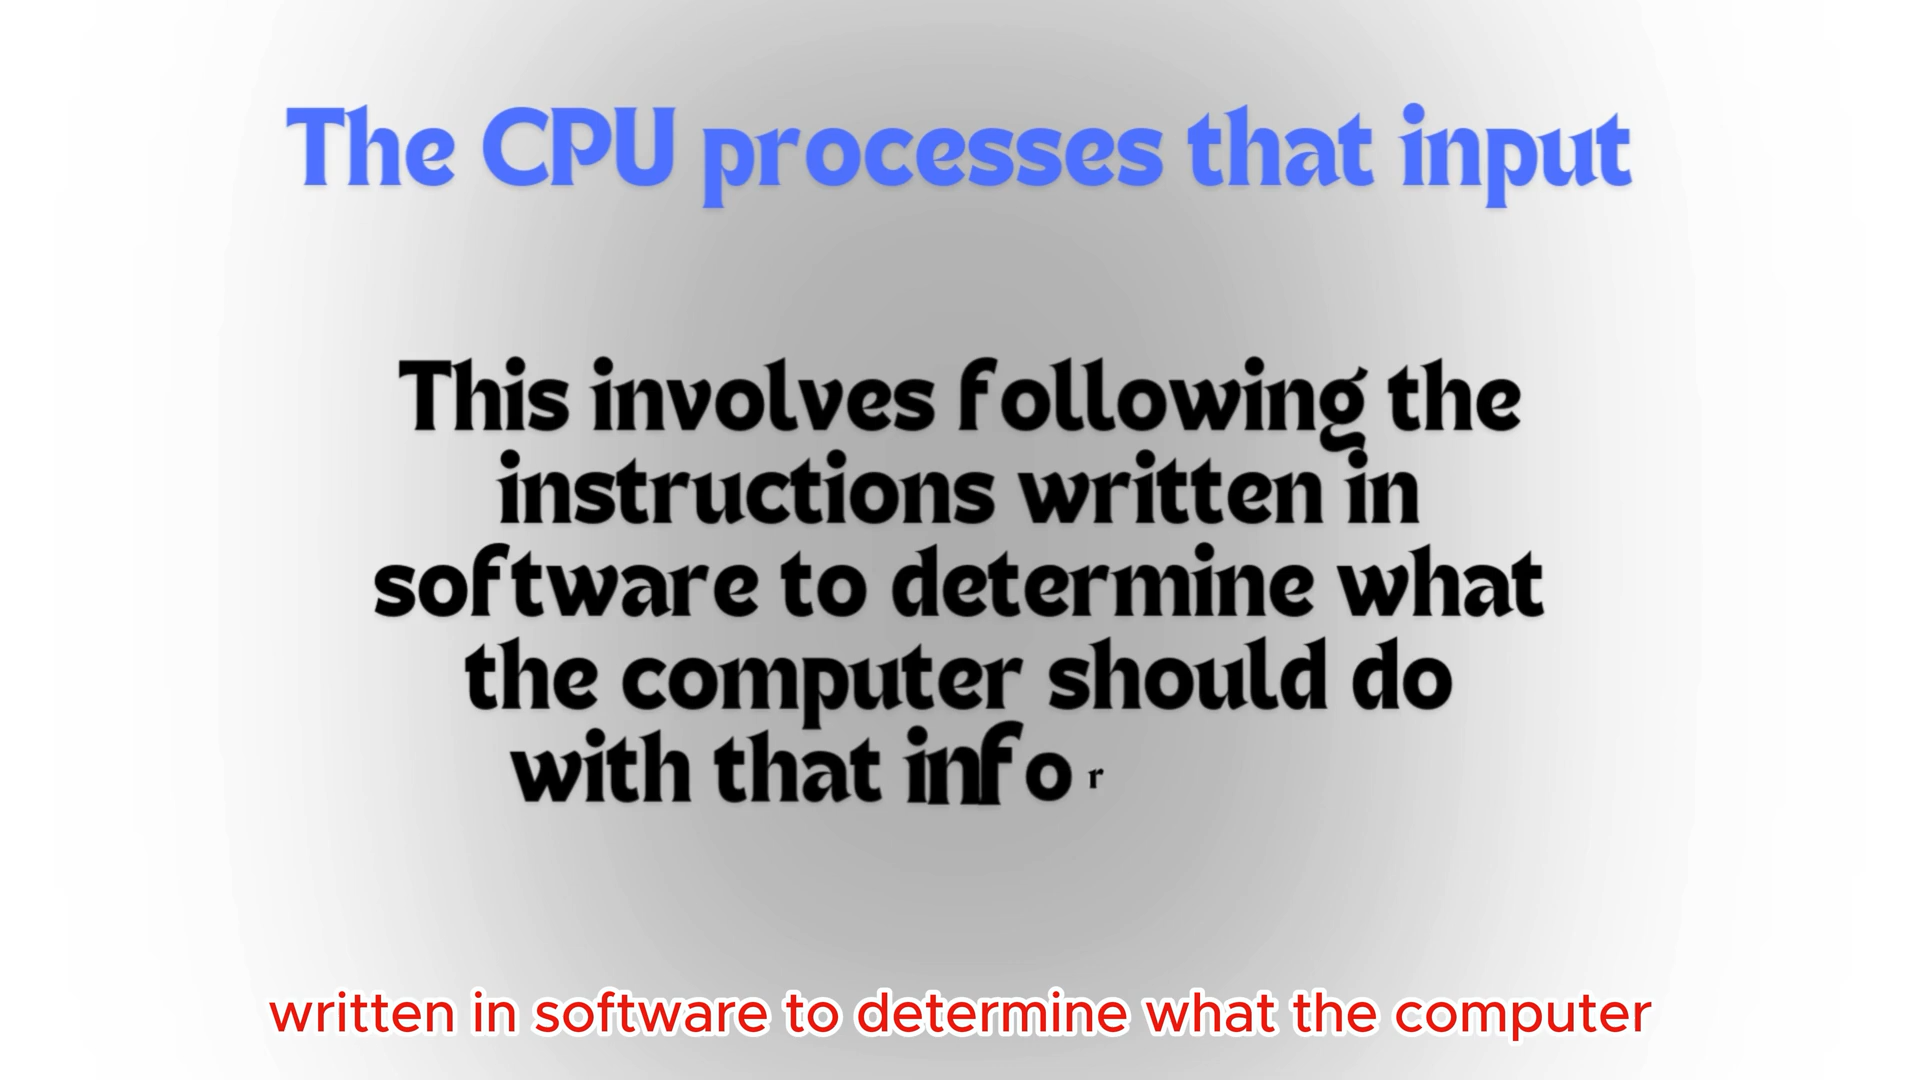 The CPU processes that input
This involves following the
instructions written in
software to determine what
the computer should do
with that infor
written in software to determine what the computer